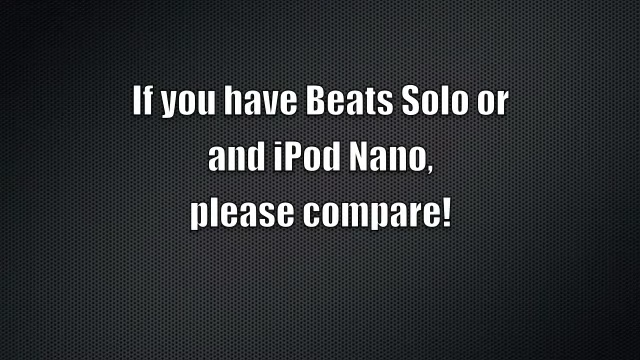 If you have Beats Solo or
and iPod Nano,
please compare!